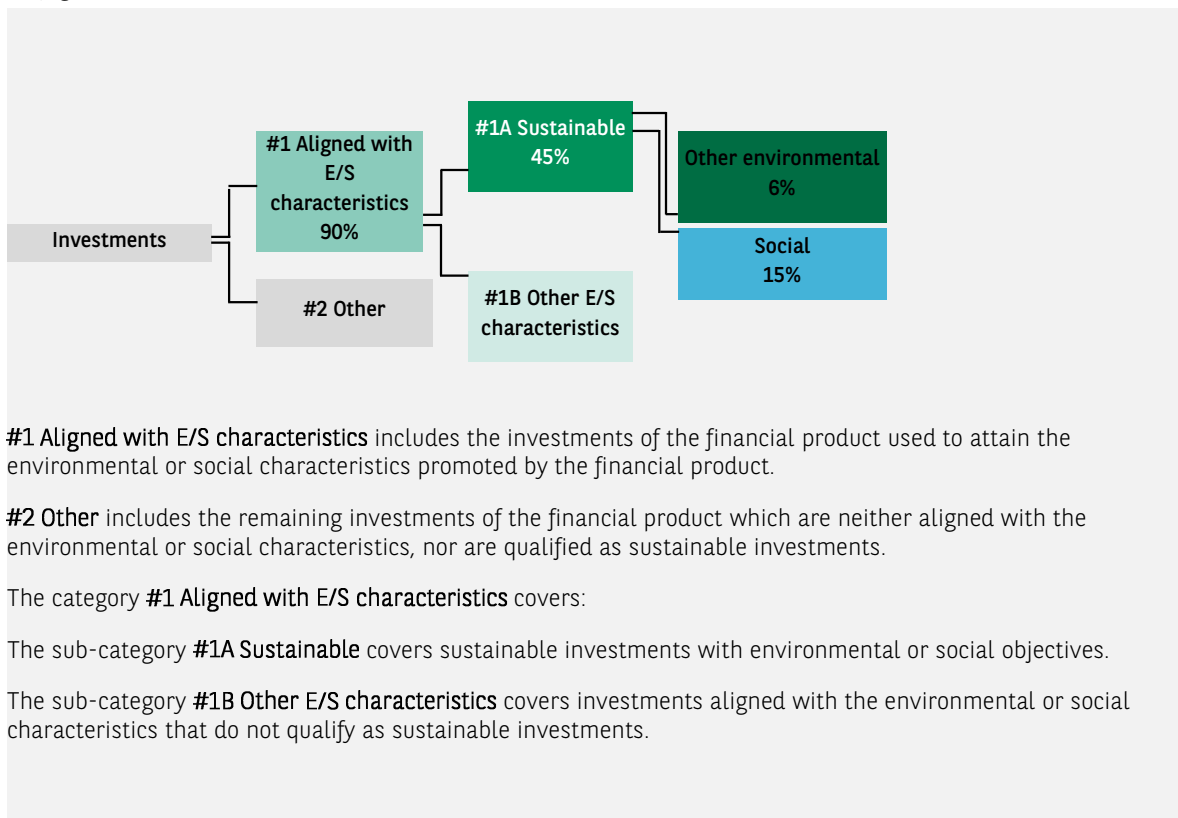 #1A Sustainable
45%
#1 Aligned with
E/S
characteristics
90%
Other environmental
6%
Investments
Social
15%
#2 Other
#1B Other E/S
characteristics
#1 Aligned with E/S characteristics includes the investments of the financial product used to attain the
environmental or social characteristics promoted by the financial product.
#2 Other includes the remaining investments of the financial product which are neither aligned with the
environmental or social characteristics, nor are qualified as sustainable investments.
The category #1 Aligned with E/S characteristics covers:
The sub-category #1A Sustainable covers sustainable investments with environmental or social objectives.
The sub-category #1B Other E/S characteristics covers investments aligned with the environmental or social
characteristics that do not qualify as sustainable investments.